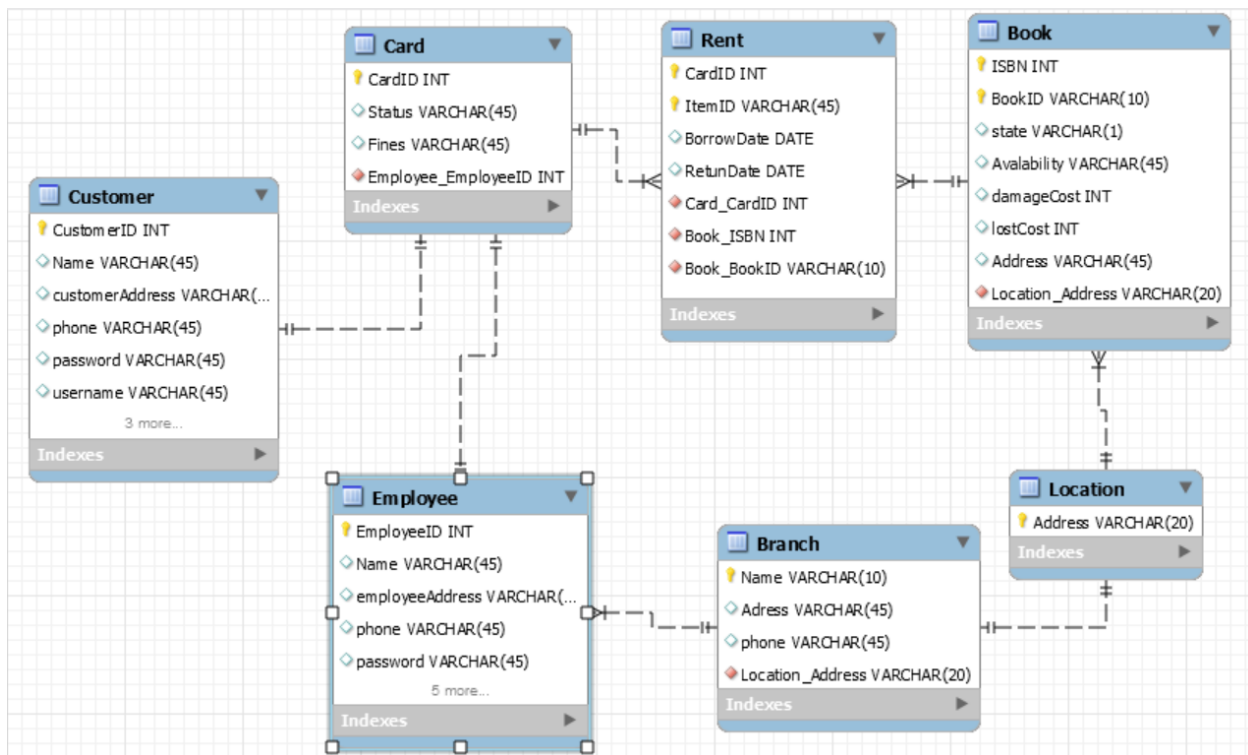 Card
CardID INT
Status VARCHAR(45)
Fines VARCHAR(45)
Employee_EmployeeID INT
Indexes
Rent
CardID INT
ItemID VARCHAR(45)
BorrowDate DATE
RetunDate DATE
Card_CardID INT
Book_ISBN INT
Book_BookID VARCHAR(10)
Indexes
Book
ISBN INT
BookID VARCHAR(10)
state VARCHAR(1)
Avalability VARCHAR(45)
damageCost INT
lostCost INT
Address VARCHAR(45)
Location_Address VARCHAR(20)
Indexes
Customer
CustomerID INT
Name VARCHAR(45)
customerAddress VARCHAR(...
phone VARCHAR(45)
password VARCHAR(45)
username VARCHAR(45)
3 more...
Indexes
Employee
EmployeeID INT
Name VARCHAR(45)
employeeAddress VARCHAR(...
phone VARCHAR(45)
password VARCHAR(45)
5 more...
Indexes
Branch
Name VARCHAR(10)
Adress VARCHAR(45)
phone VARCHAR(45)
Location_Address VARCHAR(20)
Indexes
Location
Address VARCHAR(20)
Indexes